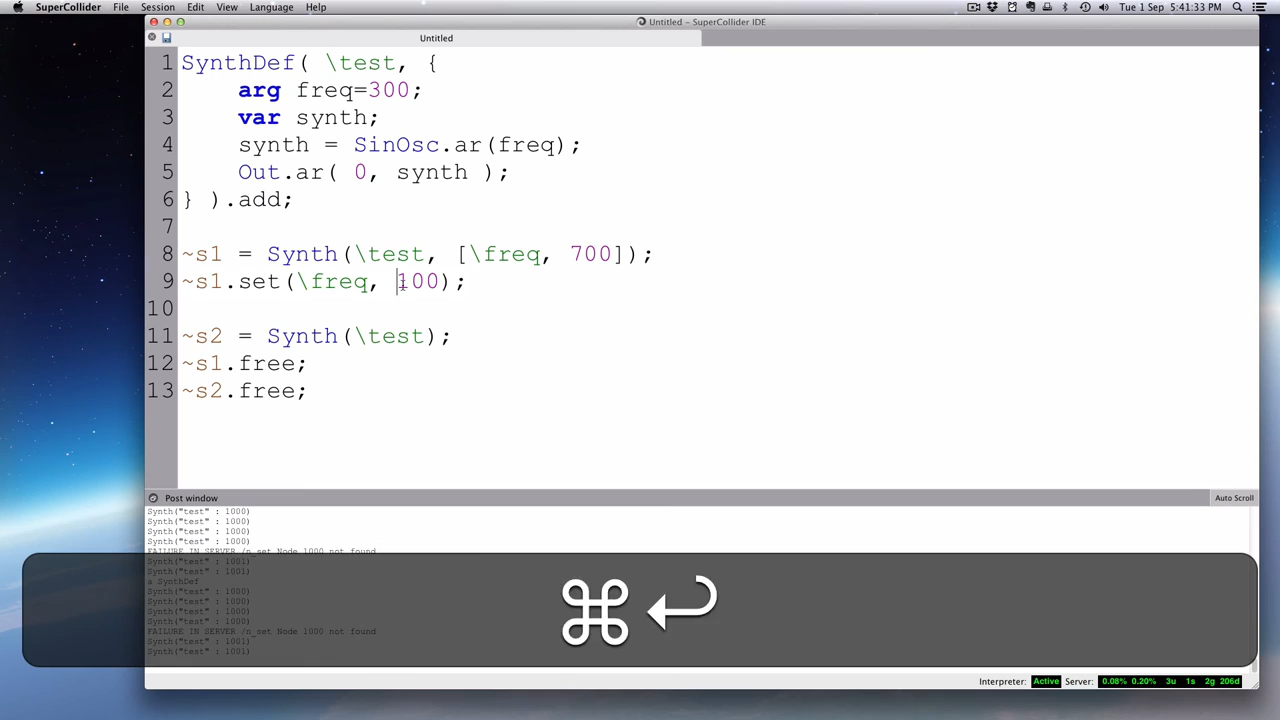 SuperCollider File Session Edit View Language Help Tue 1 Sep 5:41:33 PM
Untitled – SuperCollider IDE
Untitled
1 SynthDef( \test, {
2 arg freq=300;
3 var synth;
4 synth = SinOsc.ar(freq);
5 Out.ar( 0, synth );
6 } ).add;
7
8 ~s1 = Synth(\test, [\freq, 700]);
9 ~s1.set(\freq, 100);
10
11 ~s2 = Synth(\test);
12 ~s1.free;
13 ~s2.free;
Post window Auto Scroll
Synth("test" : 1000)
Synth("test" : 1000)
Synth("test" : 1000)
Synth("test" : 1000)
FAILURE IN SERVER /n_set Node 1000 not found
Synth("test" : 1001)
Synth("test" : 1001)
a SynthDef
Synth("test" : 1000)
Synth("test" : 1000)
Synth("test" : 1000)
Synth("test" : 1000)
FAILURE IN SERVER /n_set Node 1000 not found
Synth("test" : 1001)
Synth("test" : 1001)
⌘ ↩
Interpreter: Active Server: 0.08% 0.20% 3u 1s 2g 206d